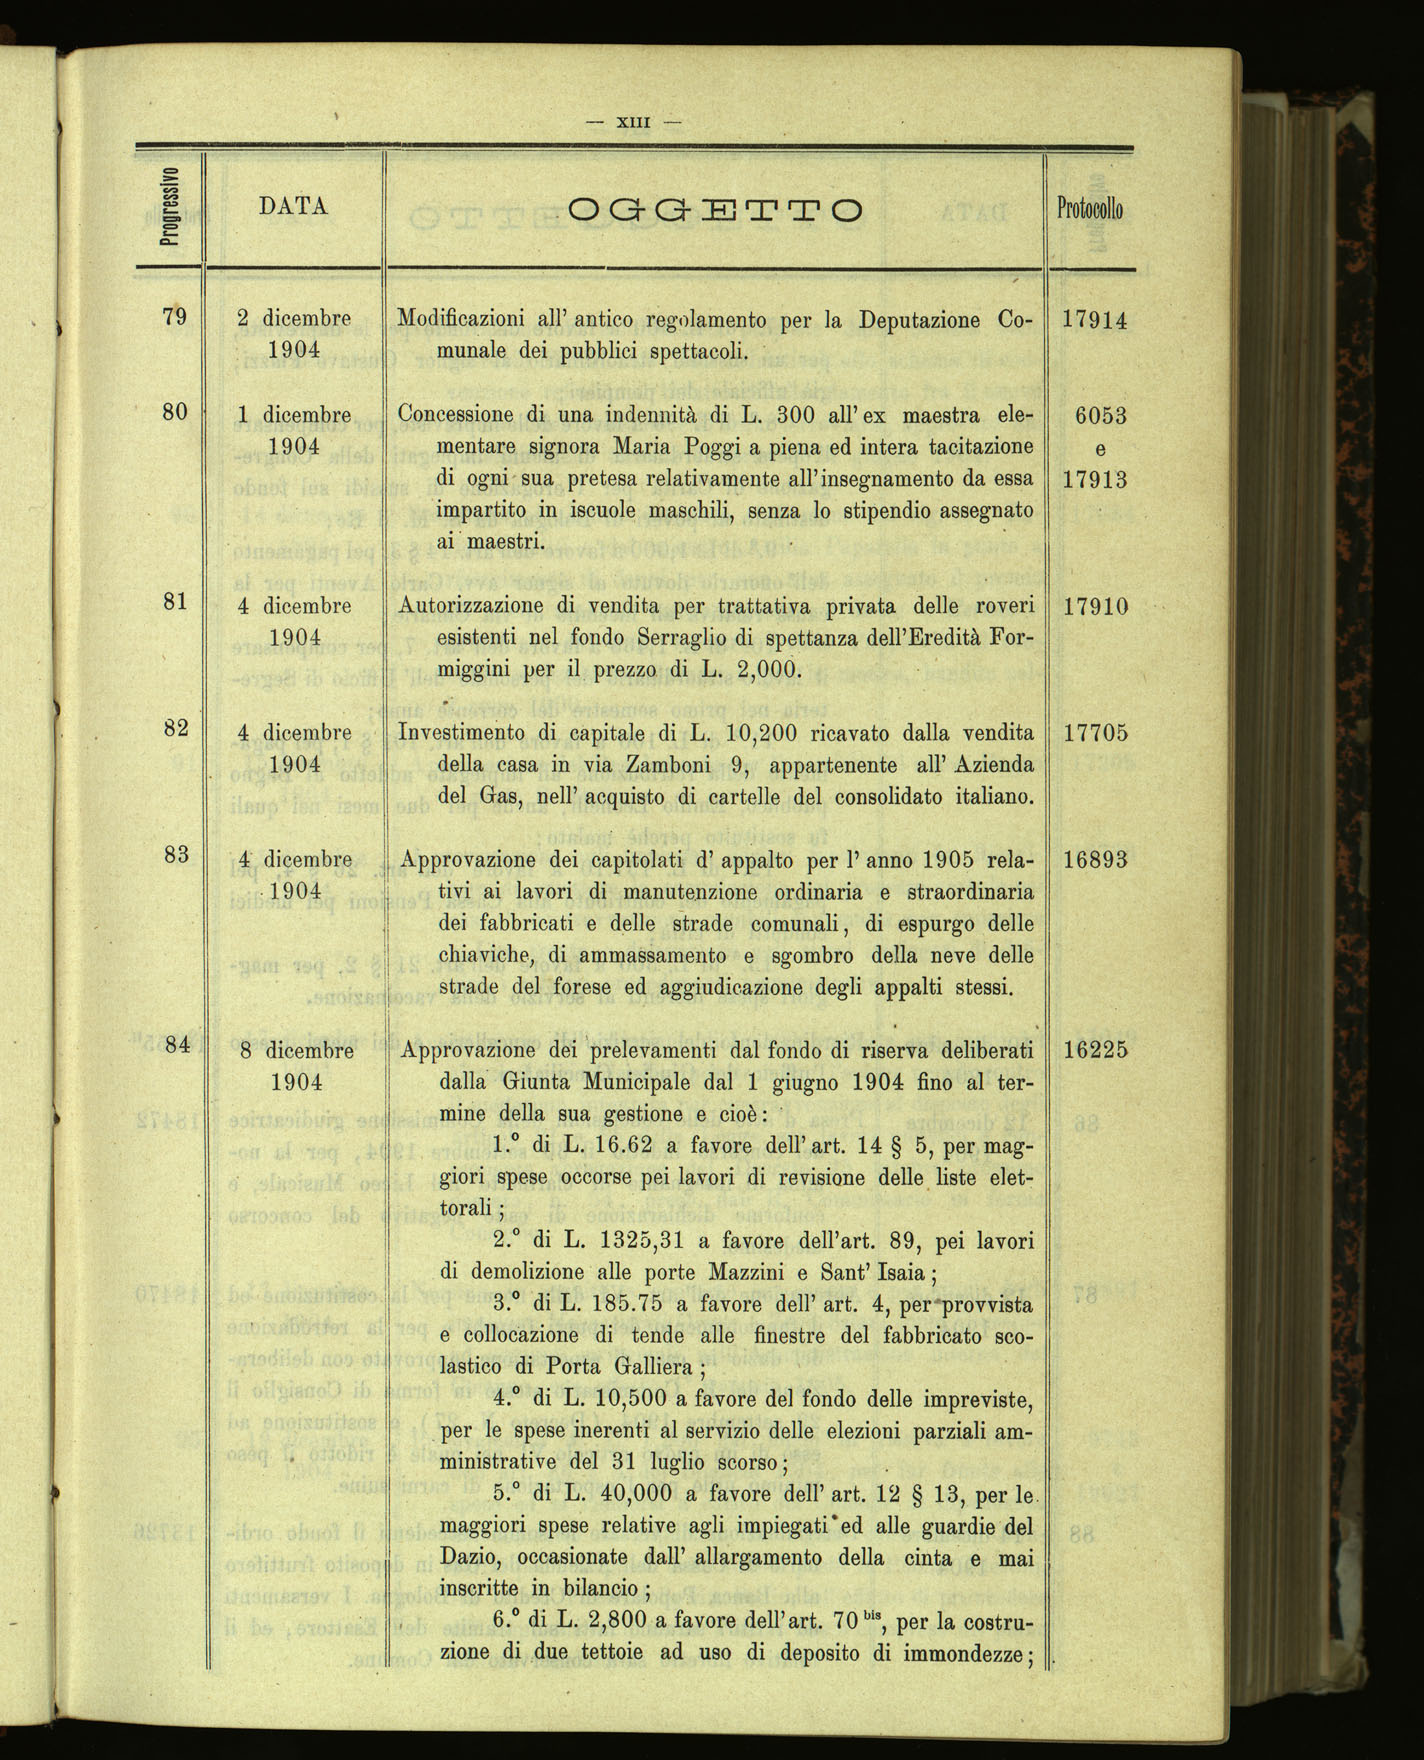 — XIII —
Progressivo DATA OGGETTO Protocollo
79 2 dicembre Modificazioni all' antico regolamento per la Deputazione Co- 17914
1904 munale dei pubblici spettacoli.
80 1 dicembre Concessione di una indennità di L. 300 all' ex maestra ele- 6053
1904 mentare signora Maria Poggi a piena ed intera tacitazione e
di ogni sua pretesa relativamente all'insegnamento da essa 17913
impartito in iscuole maschili, senza lo stipendio assegnato
ai maestri.
81 4 dicembre Autorizzazione di vendita per trattativa privata delle roveri 17910
1904 esistenti nel fondo Serraglio di spettanza dell'Eredità For-
miggini per il prezzo di L. 2,000.
82 4 dicembre Investimento di capitale di L. 10,200 ricavato dalla vendita 17705
1904 della casa in via Zamboni 9, appartenente all' Azienda
del Gas, nell' acquisto di cartelle del consolidato italiano.
83 4 dicembre Approvazione dei capitolati d' appalto per l' anno 1905 rela- 16893
1904 tivi ai lavori di manutenzione ordinaria e straordinaria
dei fabbricati e delle strade comunali, di espurgo delle
chiaviche, di ammassamento e sgombro della neve delle
strade del forese ed aggiudicazione degli appalti stessi.
84 8 dicembre Approvazione dei prelevamenti dal fondo di riserva deliberati 16225
1904 dalla Giunta Municipale dal 1 giugno 1904 fino al ter-
mine della sua gestione e cioè:
1.° di L. 16.62 a favore dell' art. 14 § 5, per mag-
giori spese occorse pei lavori di revisione delle liste elet-
torali;
2.° di L. 1325,31 a favore dell'art. 89, pei lavori
di demolizione alle porte Mazzini e Sant' Isaia;
3.° di L. 185.75 a favore dell' art. 4, per provvista
e collocazione di tende alle finestre del fabbricato sco-
lastico di Porta Galliera;
4.° di L. 10,500 a favore del fondo delle impreviste,
per le spese inerenti al servizio delle elezioni parziali am-
ministrative del 31 luglio scorso;
5.° di L. 40,000 a favore dell' art. 12 § 13, per le
maggiori spese relative agli impiegati ed alle guardie del
Dazio, occasionate dall' allargamento della cinta e mai
inscritte in bilancio;
6.° di L. 2,800 a favore dell'art. 70 bis, per la costru-
zione di due tettoie ad uso di deposito di immondezze;